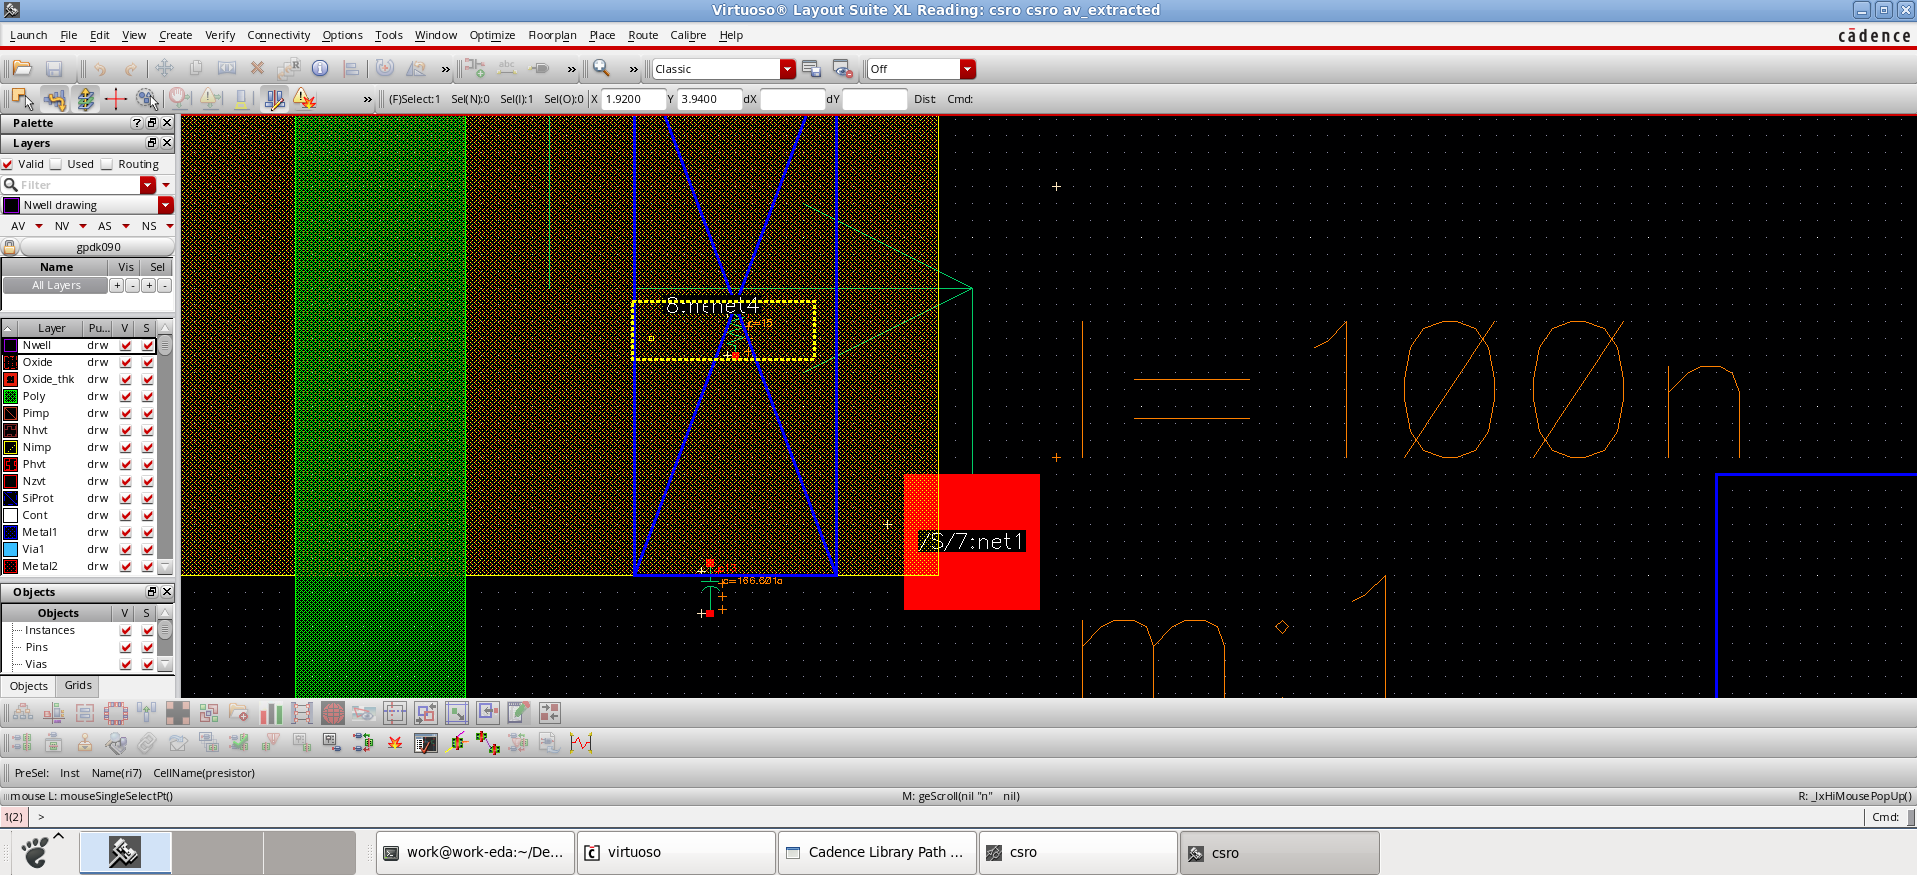 Virtuoso® Layout Suite XL Reading: csro csro av_extracted
Launch File Edit View Create Verify Connectivity Options Tools Window Optimize Floorplan Place Route Calibre Help
cādence
Classic
Off
(F)Select:1 Sel(N):0 Sel(I):1 Sel(O):0 X 1.9200 Y 3.9400 dX dY Dist: Cmd:
Palette
Layers
Valid Used Routing
Filter
Nwell drawing
AV NV AS NS
gpdk090
Name Vis Sel
All Layers + - + -
Layer Pu... V S
Nwell drw
Oxide drw
Oxide_thk drw
Poly drw
Pimp drw
Nhvt drw
Nimp drw
Phvt drw
Nzvt drw
SiProt drw
Cont drw
Metal1 drw
Via1 drw
Metal2 drw
Objects
Objects V S
Instances
Pins
Vias
Objects Grids
r=16
l=100n
/S/7:net1
m:1
PreSel: Inst Name(ri7) CellName(presistor)
mouse L: mouseSingleSelectPt()
M: geScroll(nil "n" nil)
R: _lxHiMousePopUp()
1(2) >
Cmd:
work@work-eda:~/De...
virtuoso
Cadence Library Path ...
csro
csro